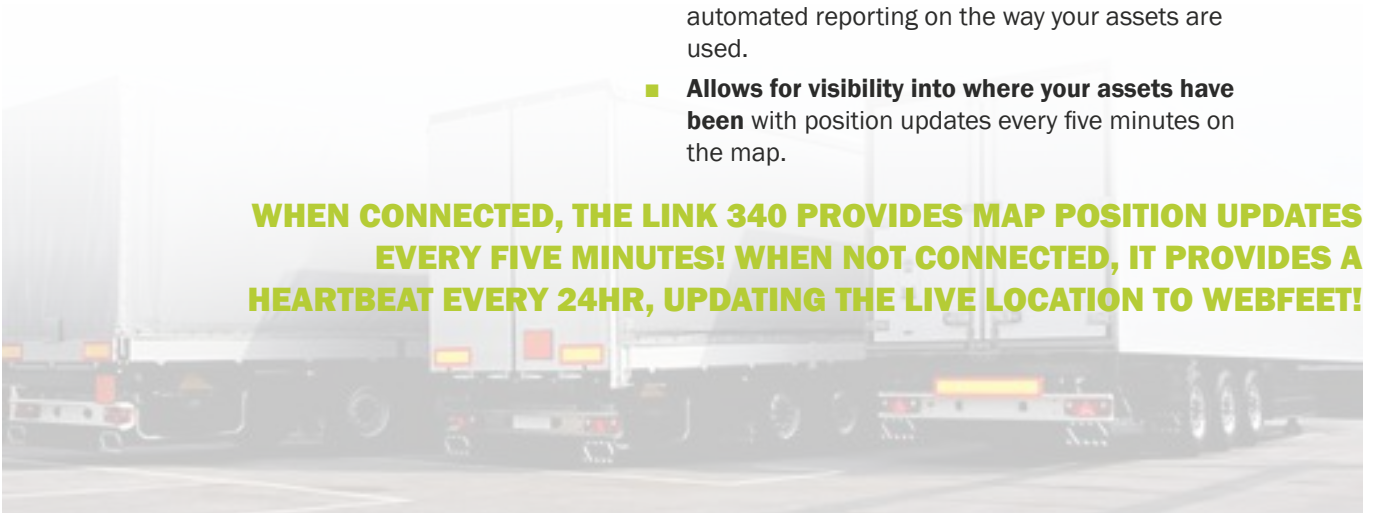 automated reporting on the way your assets are
used.
■ Allows for visibility into where your assets have
been with position updates every five minutes on
the map.
WHEN CONNECTED, THE LINK 340 PROVIDES MAP POSITION UPDATES
EVERY FIVE MINUTES! WHEN NOT CONNECTED, IT PROVIDES A
HEARTBEAT EVERY 24HR, UPDATING THE LIVE LOCATION TO WEBFEET!